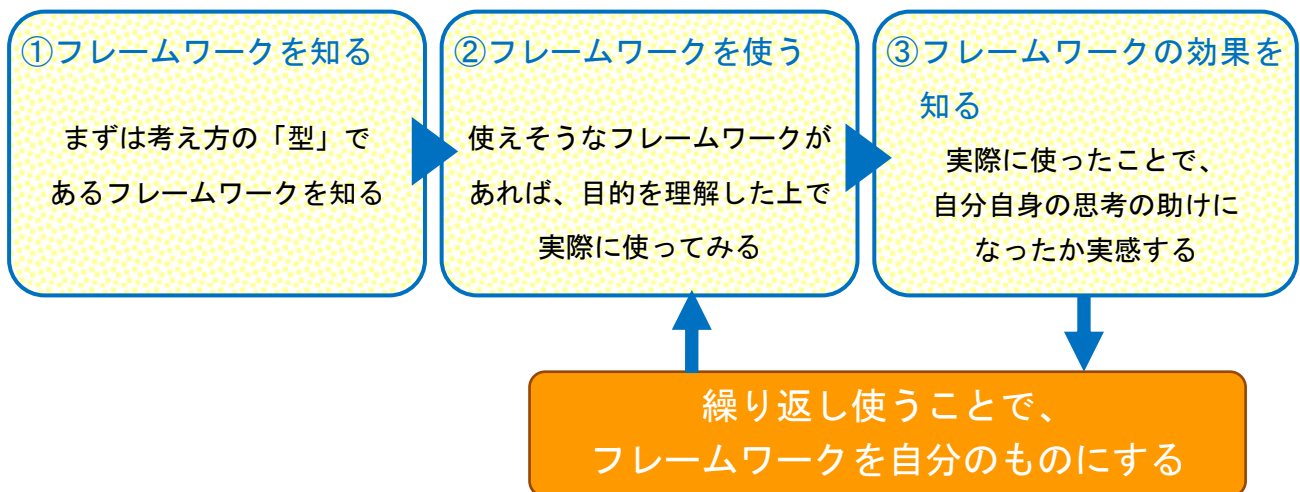 ①フレームワークを知る
まずは考え方の「型」で
あるフレームワークを知る
②フレームワークを使う
使えそうなフレームワークが
あれば、目的を理解した上で
実際に使ってみる
③フレームワークの効果を
知る
実際に使ったことで、
自分自身の思考の助けに
なったか実感する
繰り返し使うことで、
フレームワークを自分のものにする